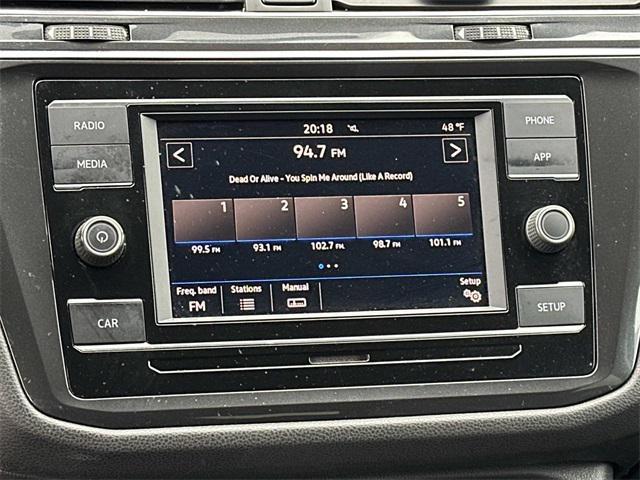 RADIO
MEDIA
CAR
PHONE
APP
SETUP
20:18 48 °F
< 94.7 FM >
Dead Or Alive - You Spin Me Around (Like A Record)
1 2 3 4 5
99.5 FM 93.1 FM 102.7 FM 98.7 FM 101.1 FM
Freq. band Stations Manual Setup
FM